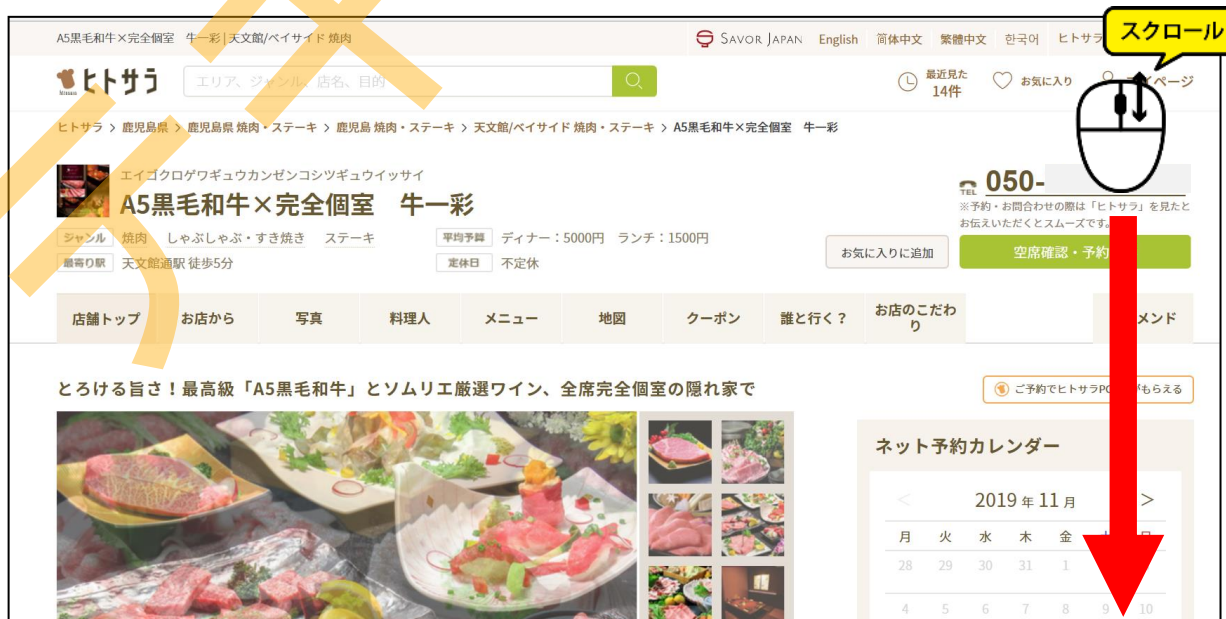 スクロール
A5黒毛和牛×完全個室 牛一彩|天文館/ベイサイド 焼肉
SAVOR JAPAN English 简体中文 繁體中文 한국어 ヒトサラ
ヒトサラ
エリア、ジャンル、店名、目的
最近見た
14件
お気に入り
マイページ
ヒトサラ > 鹿児島県 > 鹿児島県 焼肉・ステーキ > 鹿児島 焼肉・ステーキ > 天文館/ベイサイド 焼肉・ステーキ > A5黒毛和牛×完全個室 牛一彩
エイゴクロゲワギュウカンゼンコシツギュウイッサイ
A5黒毛和牛×完全個室 牛一彩
ジャンル 焼肉 しゃぶしゃぶ・すき焼き ステーキ
平均予算 ディナー:5000円 ランチ:1500円
最寄り駅 天文館通駅 徒歩5分
定休日 不定休
TEL 050-
※予約・お問合わせの際は「ヒトサラ」を見たと
お伝えいただくとスムーズです。
お気に入りに追加
空席確認・予約
店舗トップ お店から 写真 料理人 メニュー 地図 クーポン 誰と行く? お店のこだわ
り
メンド
とろける旨さ!最高級「A5黒毛和牛」とソムリエ厳選ワイン、全席完全個室の隠れ家で
ご予約でヒトサラPO がもらえる
ネット予約カレンダー
< 2019 年 11 月 >
月 火 水 木 金 土 日
28 29 30 31 1
4 5 6 7 8 9 10